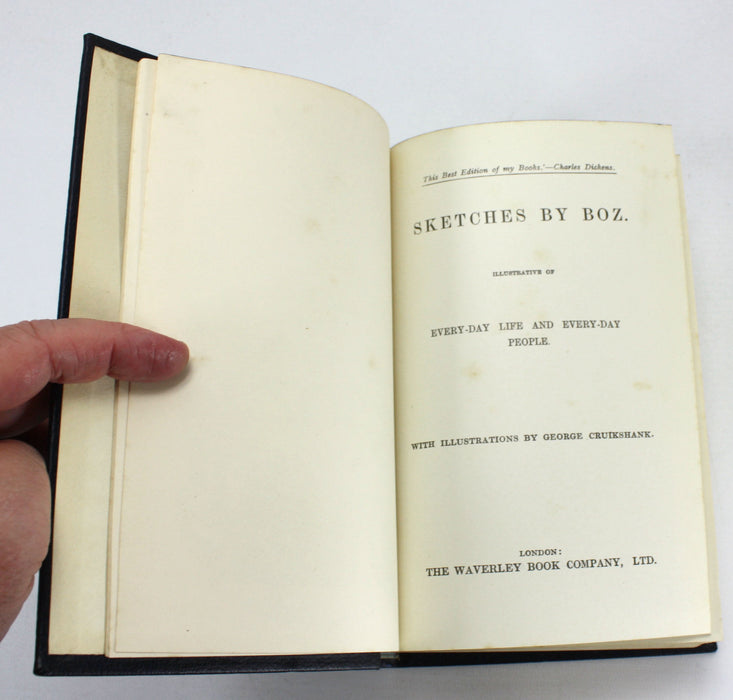 This Best Edition of my Books.'—Charles Dickens.
SKETCHES BY BOZ.
ILLUSTRATIVE OF
EVERY-DAY LIFE AND EVERY-DAY
PEOPLE.
WITH ILLUSTRATIONS BY GEORGE CRUIKSHANK.
LONDON:
THE WAVERLEY BOOK COMPANY, LTD.